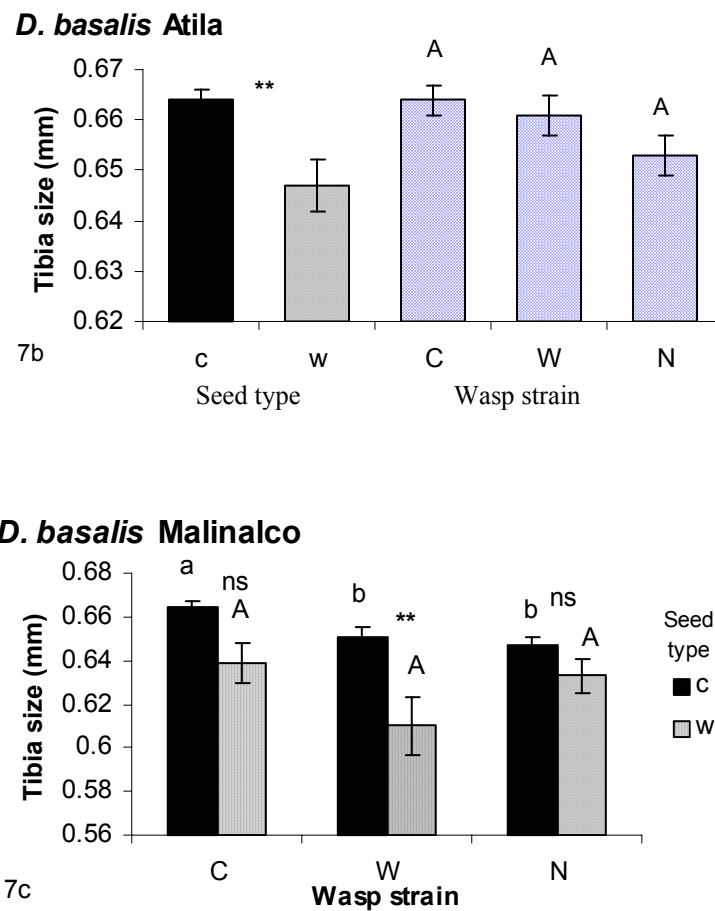 D. basalis Atila
A
A
A
**
0.67
0.66
0.65
0.64
0.63
0.62
Tibia size (mm)
7b
c w C W N
Seed type Wasp strain
D. basalis Malinalco
a
ns
A
b
**
A
b
ns
A
0.68
0.66
0.64
0.62
0.6
0.58
0.56
Tibia size (mm)
Seed
type
c
w
C W N
7c
Wasp strain